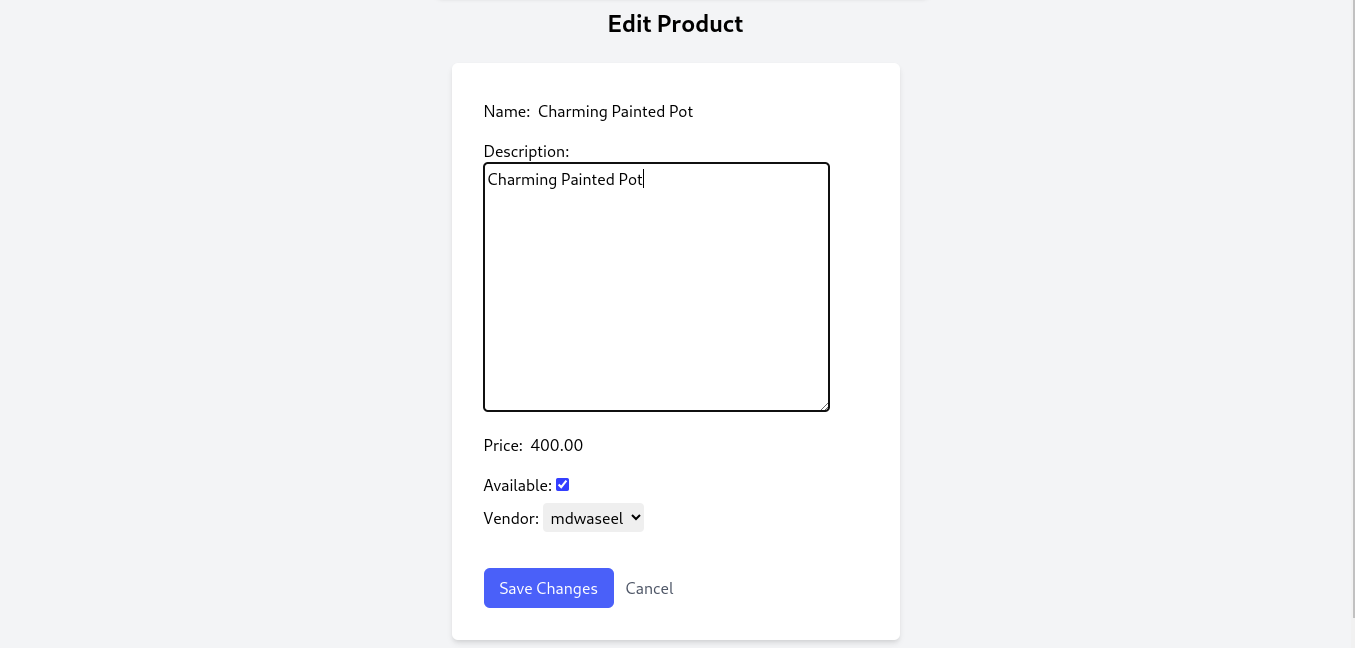 Edit Product
Name: Charming Painted Pot
Description:
Charming Painted Pot
Price: 400.00
Available:
Vendor: mdwaseel
Save Changes Cancel